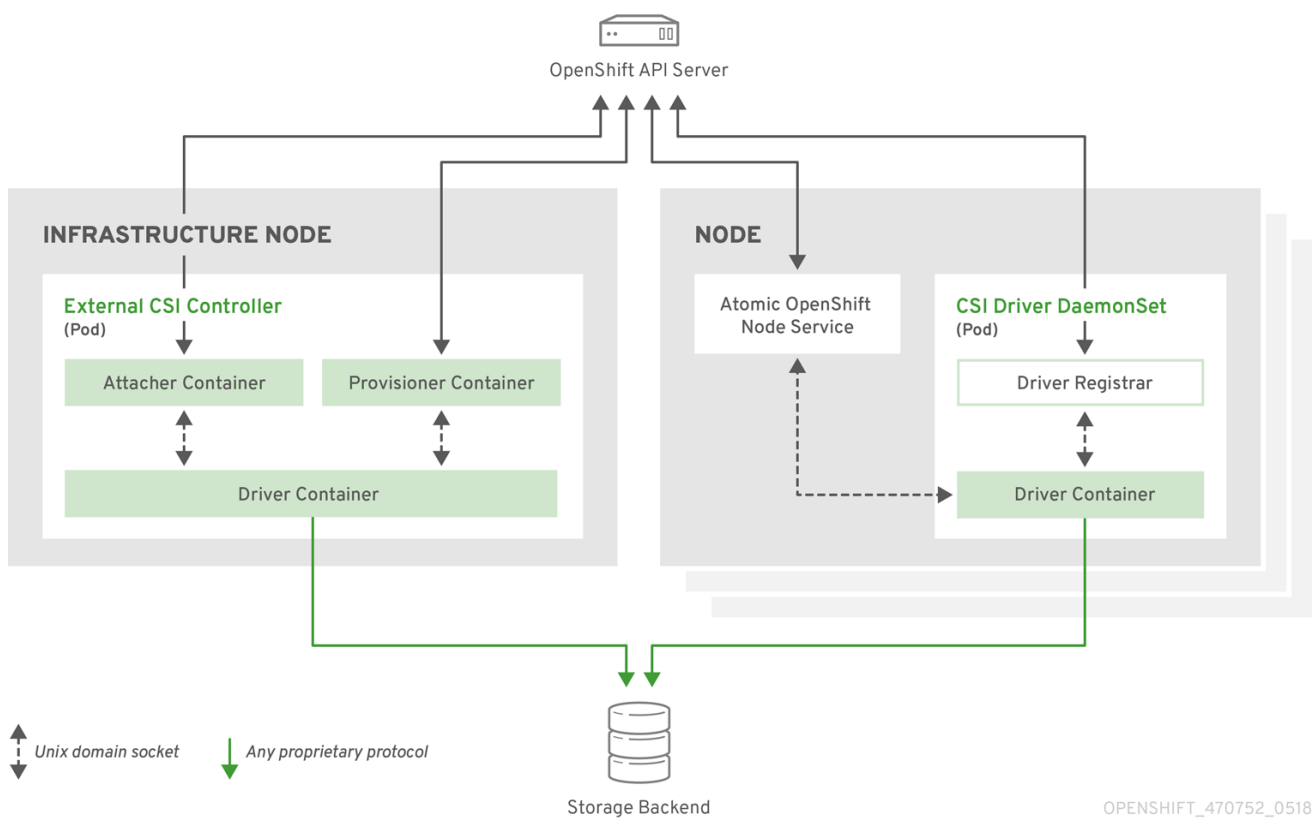 OpenShift API Server
INFRASTRUCTURE NODE
External CSI Controller
(Pod)
Attacher Container
Provisioner Container
Driver Container
NODE
Atomic OpenShift
Node Service
CSI Driver DaemonSet
(Pod)
Driver Registrar
Driver Container
Unix domain socket
Any proprietary protocol
Storage Backend
OPENSHIFT_470752_0518